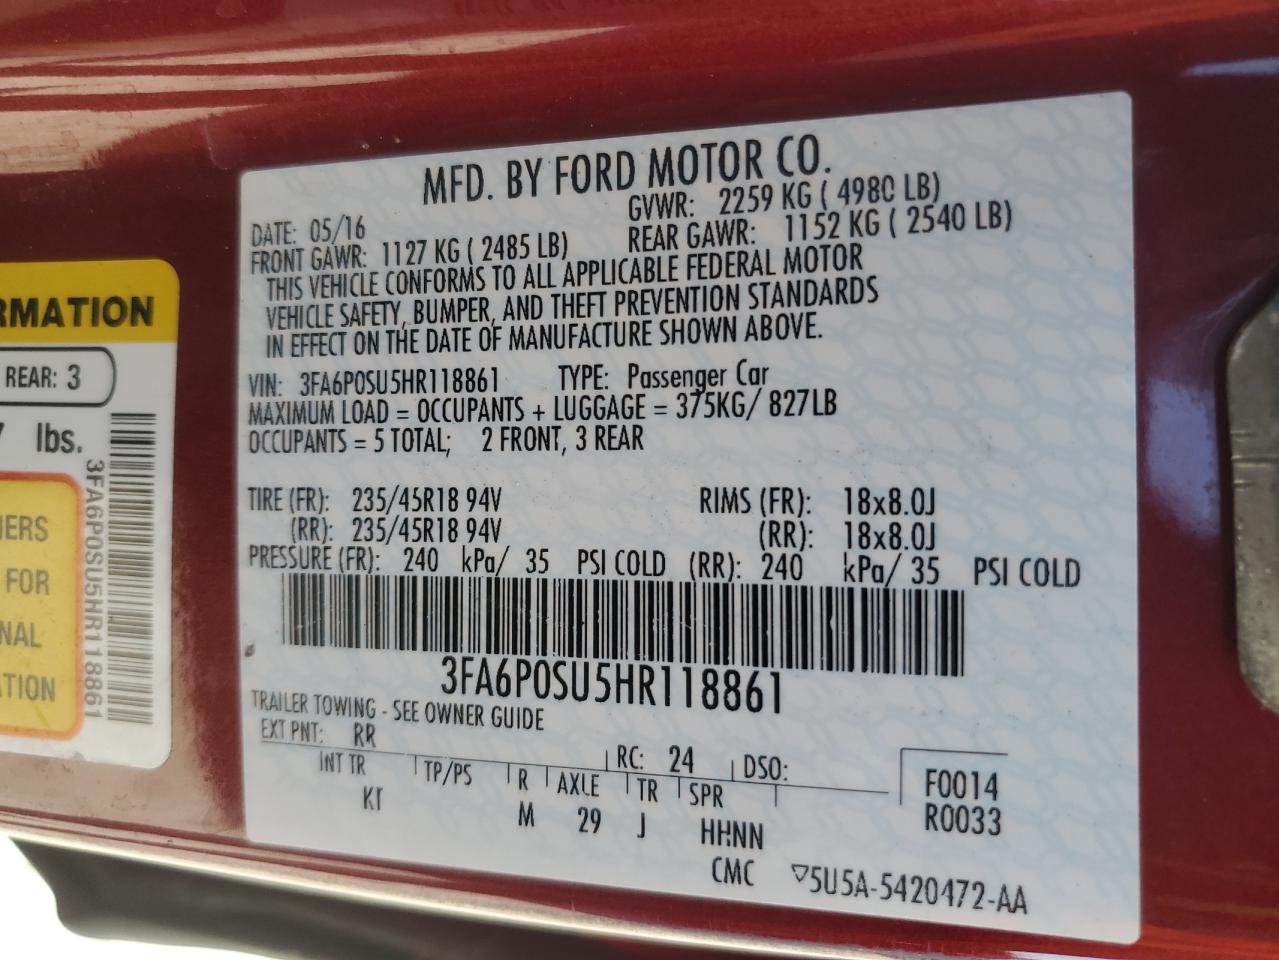 MFD. BY FORD MOTOR CO.
DATE: 05/16 GVWR: 2259 KG ( 4980 LB)
FRONT GAWR: 1127 KG ( 2485 LB) REAR GAWR: 1152 KG ( 2540 LB)
THIS VEHICLE CONFORMS TO ALL APPLICABLE FEDERAL MOTOR
VEHICLE SAFETY, BUMPER, AND THEFT PREVENTION STANDARDS
IN EFFECT ON THE DATE OF MANUFACTURE SHOWN ABOVE.
VIN: 3FA6P0SU5HR118861 TYPE: Passenger Car
MAXIMUM LOAD = OCCUPANTS + LUGGAGE = 375KG/ 827LB
OCCUPANTS = 5 TOTAL; 2 FRONT, 3 REAR
TIRE (FR): 235/45R18 94V RIMS (FR): 18x8.0J
(RR): 235/45R18 94V (RR): 18x8.0J
PRESSURE (FR): 240 kPa/ 35 PSI COLD (RR): 240 kPa/ 35 PSI COLD
3FA6P0SU5HR118861
TRAILER TOWING - SEE OWNER GUIDE
EXT PNT: RR RC: 24 DSO:
INT TR TP/PS R AXLE TR SPR
KT M 29 J HHNN
F0014
R0033
CMC ▽5U5A-5420472-AA
RMATION
REAR: 3
7 lbs.
3FA6P0SU5HR118861
NERS
FOR
NAL
TION